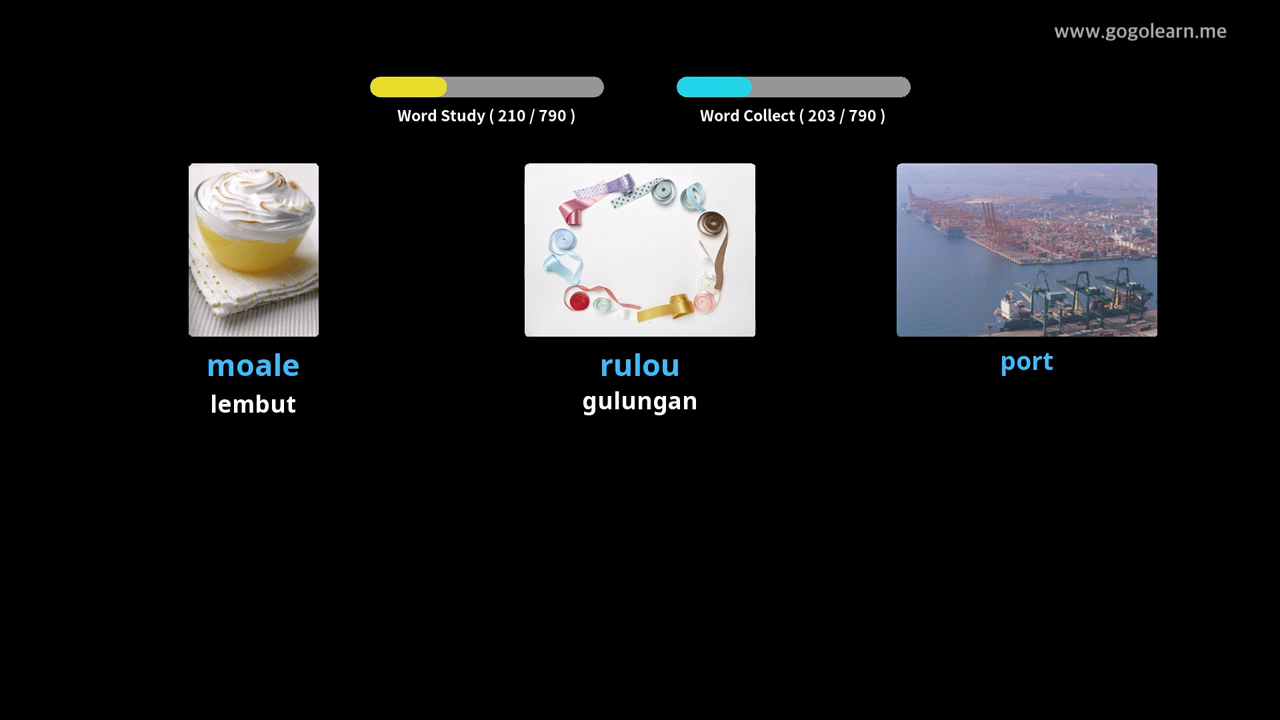 www.gogolearn.me
Word Study ( 210 / 790 )
Word Collect ( 203 / 790 )
moale
lembut
rulou
gulungan
port